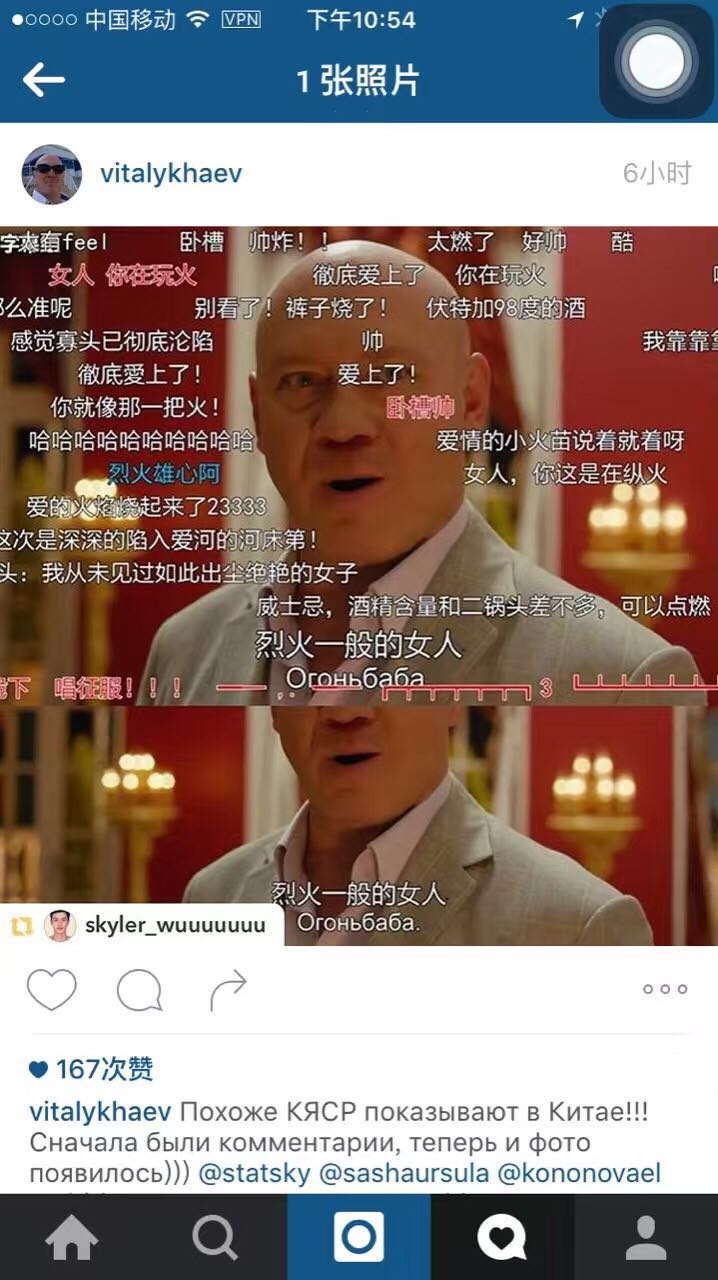 中国移动 VPN 下午10:54
1 张照片
vitalykhaev 6小时
feel 卧槽 帅炸！！ 太燃了 好帅 酷
女人 你在玩火 徹底爱上了 你在玩火
么准呢 别看了！裤子烧了！ 伏特加98度的酒
感觉寡头已彻底沦陷 帅 我靠靠
徹底愛上了！ 爱上了！
你就像那一把火！ 卧槽帅
哈哈哈哈哈哈哈哈哈哈 爱情的小火苗说着就着呀
烈火雄心阿 女人，你这是在纵火
爱的火焰烧起来了23333
这次是深深的陷入爱河的河床第！
头：我从未见过如此出尘绝艳的女子
威士忌，酒精含量和二锅头差不多，可以点燃
烈火一般的女人
Огоньбаба
下 唱征服！！！ 3
烈火一般的女人
Огоньбаба.
skyler_wuuuuuuu
167次赞
vitalykhaev Похоже КЯСР показывают в Китае!!!
Сначала были комментарии, теперь и фото
появилось))) @statsky @sashaursula @kononovael